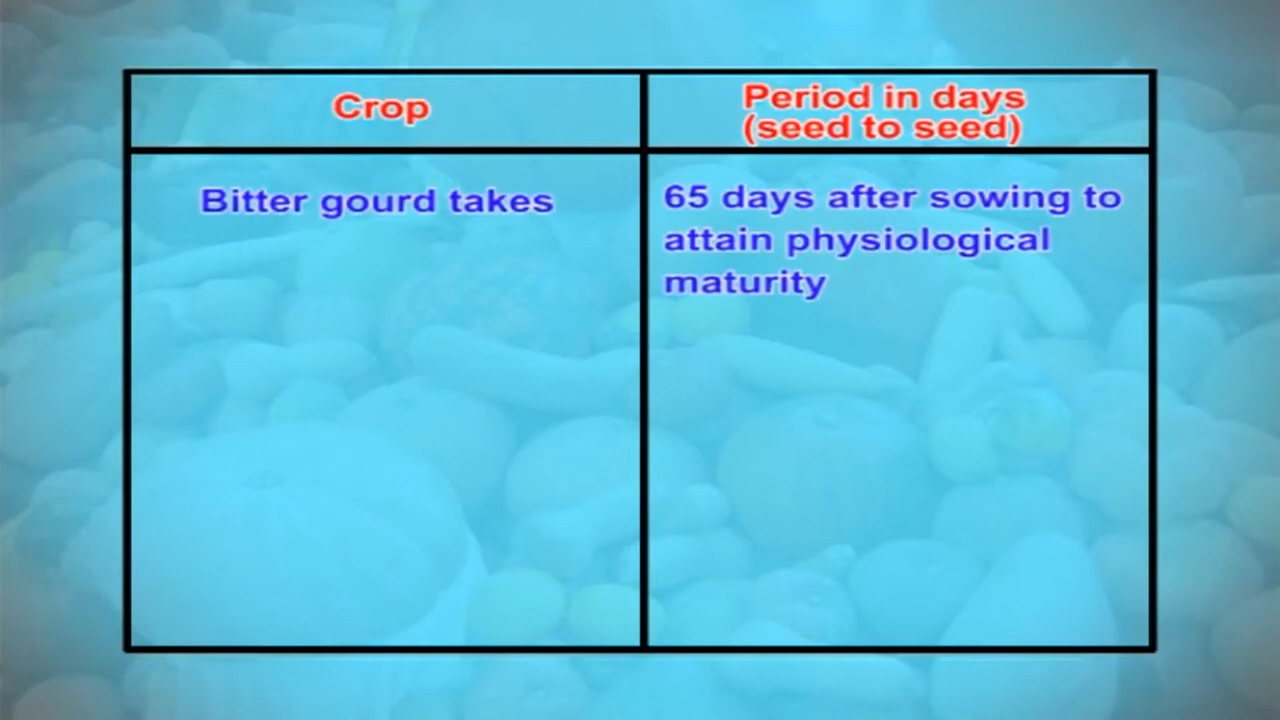 Crop
Period in days
(seed to seed)
Bitter gourd takes
65 days after sowing to
attain physiological
maturity